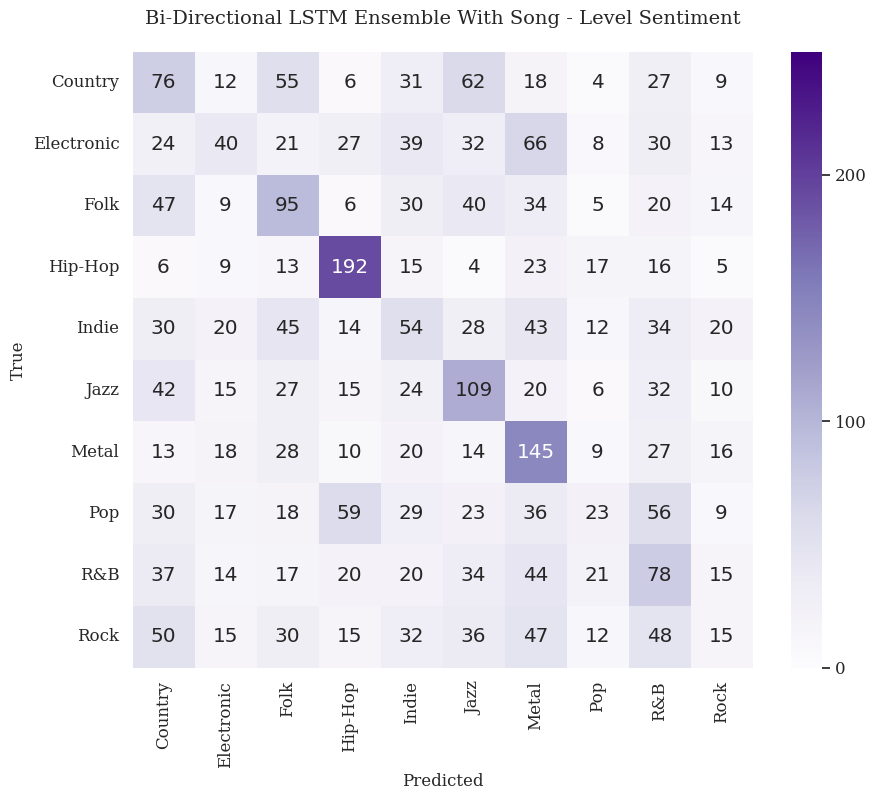 Bi-Directional LSTM Ensemble With Song - Level Sentiment
Country 76 12 55 6 31 62 18 4 27 9
Electronic 24 40 21 27 39 32 66 8 30 13
Folk 47 9 95 6 30 40 34 5 20 14
Hip-Hop 6 9 13 192 15 4 23 17 16 5
Indie 30 20 45 14 54 28 43 12 34 20
Jazz 42 15 27 15 24 109 20 6 32 10
Metal 13 18 28 10 20 14 145 9 27 16
Pop 30 17 18 59 29 23 36 23 56 9
R&B 37 14 17 20 20 34 44 21 78 15
Rock 50 15 30 15 32 36 47 12 48 15
True
Country Electronic Folk Hip-Hop Indie Jazz Metal Pop R&B Rock
Predicted
200
100
0